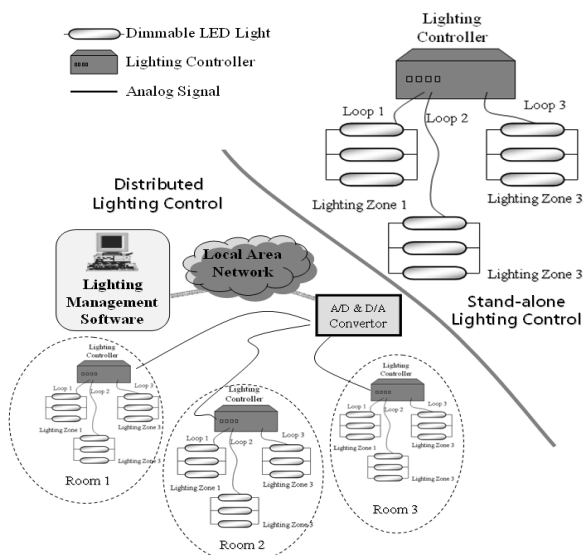 Dimmable LED Light
Lighting Controller
Analog Signal
Lighting
Controller
Loop 1
Loop 2
Loop 3
Lighting Zone 1
Lighting Zone 3
Lighting Zone 3
Stand-alone
Lighting Control
Distributed
Lighting Control
Lighting
Management
Software
Local Area
Network
A/D & D/A
Convertor
Lighting
Controller
Loop 1
Loop 2
Loop 3
Lighting Zone 1
Lighting Zone 3
Lighting Zone 3
Room 1
Lighting
Controller
Loop 1
Loop 2
Loop 3
Lighting Zone 1
Lighting Zone 3
Lighting Zone 3
Room 2
Lighting
Controller
Loop 1
Loop 2
Loop 3
Lighting Zone 1
Lighting Zone 3
Lighting Zone 3
Room 3